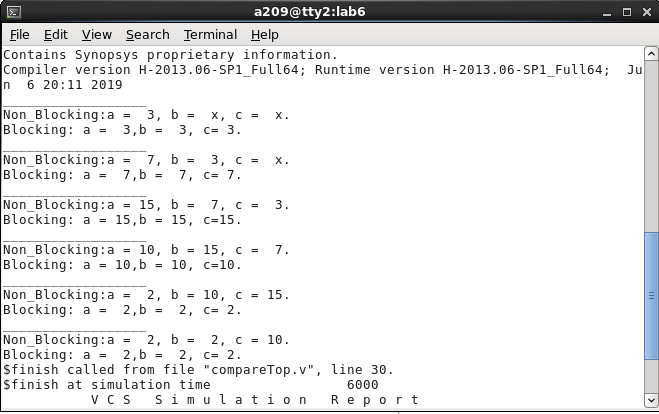 a209@tty2:lab6
File Edit View Search Terminal Help
Contains Synopsys proprietary information.
Compiler version H-2013.06-SP1_Full64; Runtime version H-2013.06-SP1_Full64;  Ju
n  6 20:11 2019
__________________
Non_Blocking:a =  3, b =  x, c =  x.
Blocking: a =  3,b =  3, c= 3.
__________________
Non_Blocking:a =  7, b =  3, c =  x.
Blocking: a =  7,b =  7, c= 7.
__________________
Non_Blocking:a = 15, b =  7, c =  3.
Blocking: a = 15,b = 15, c=15.
__________________
Non_Blocking:a = 10, b = 15, c =  7.
Blocking: a = 10,b = 10, c=10.
__________________
Non_Blocking:a =  2, b = 10, c = 15.
Blocking: a =  2,b =  2, c= 2.
__________________
Non_Blocking:a =  2, b =  2, c = 10.
Blocking: a =  2,b =  2, c= 2.
$finish called from file "compareTop.v", line 30.
$finish at simulation time                 6000
           V C S   S i m u l a t i o n   R e p o r t